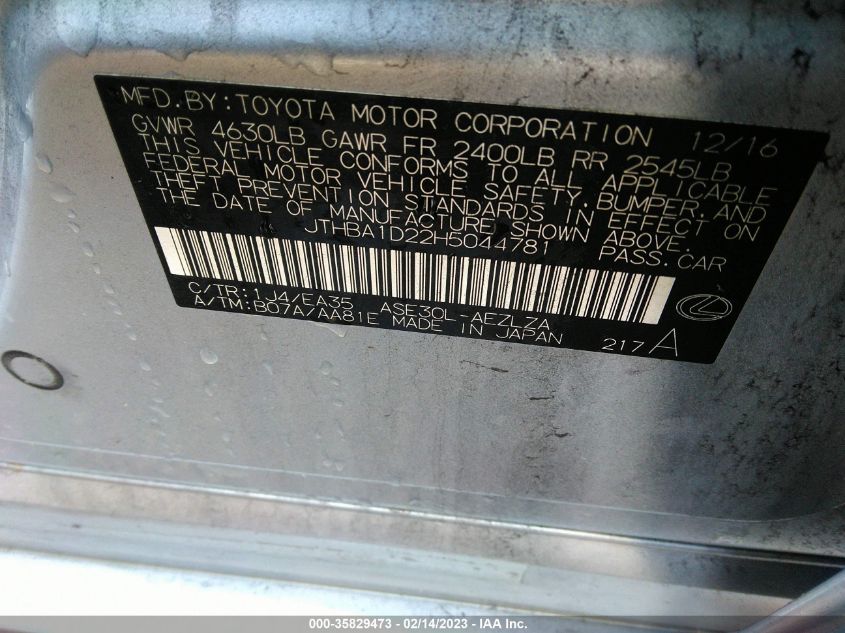 MFD.BY:TOYOTA MOTOR CORPORATION 12/16
GVWR 4630LB GAWR FR 2400LB RR 2545LB
THIS VEHICLE CONFORMS TO ALL APPLICABLE
FEDERAL MOTOR VEHICLE SAFETY,BUMPER,AND
THEFT PREVENTION STANDARDS IN EFFECT ON
THE DATE OF MANUFACTURE SHOWN ABOVE.
JTHBA1D22H5044781 PASS.CAR
C/TR:1J4/EA35 ASE30L-AEZLZA
A/TM:B07A/AA81E MADE IN JAPAN 217A
000-35829473 — 02/14/2023 — IAA Inc.